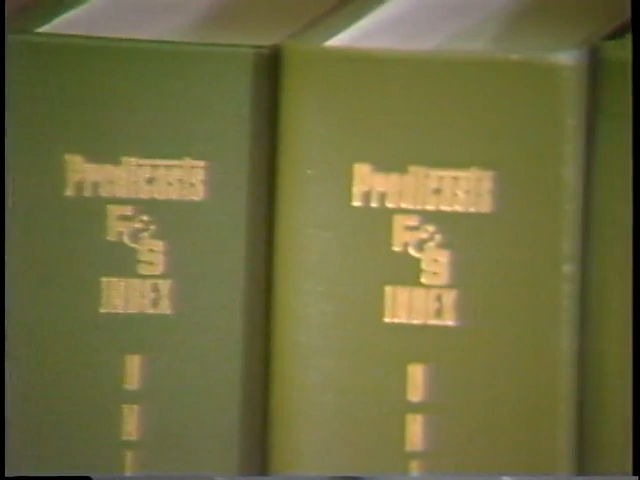 Predicasts
F&S
INDEX
U
N
I
Predicasts
F&S
INDEX
U
N
I